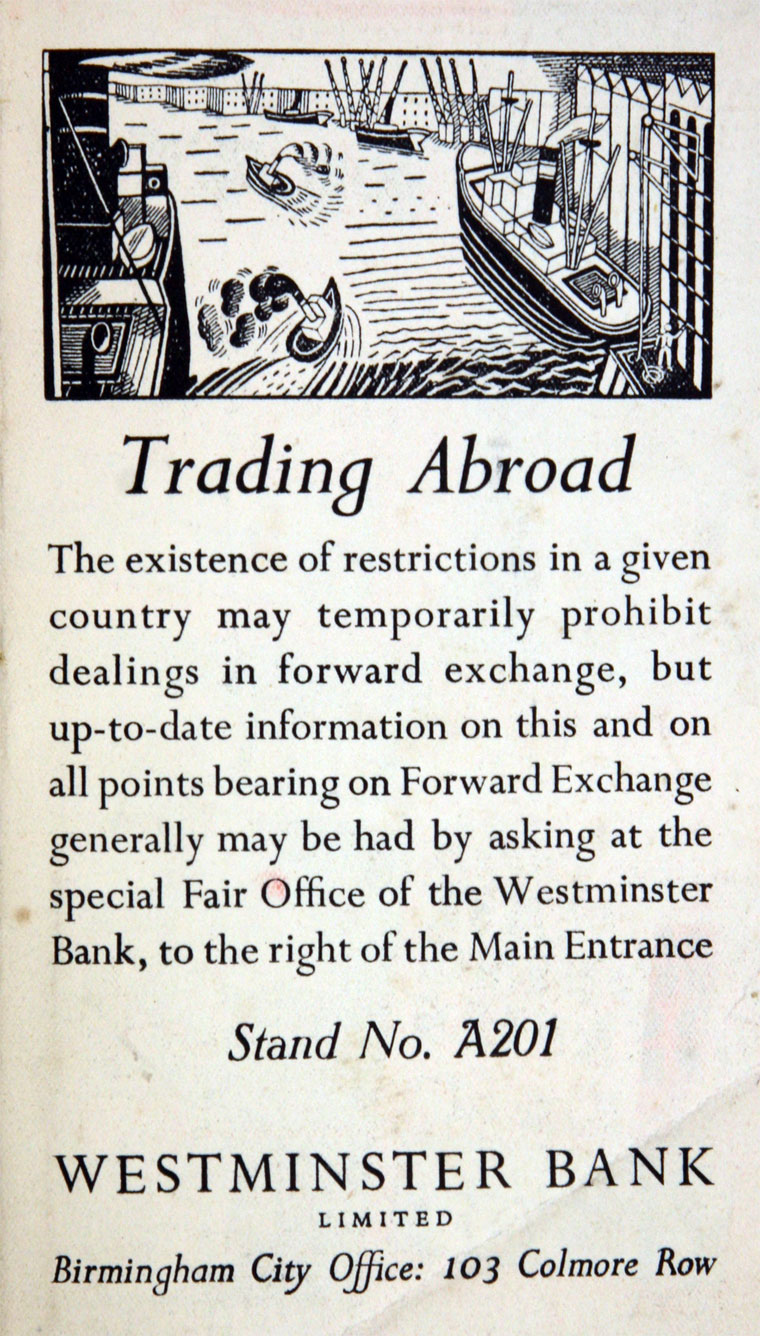 Trading Abroad
The existence of restrictions in a given
country may temporarily prohibit
dealings in forward exchange, but
up-to-date information on this and on
all points bearing on Forward Exchange
generally may be had by asking at the
special Fair Office of the Westminster
Bank, to the right of the Main Entrance
Stand No. A201
WESTMINSTER BANK
LIMITED
Birmingham City Office: 103 Colmore Row